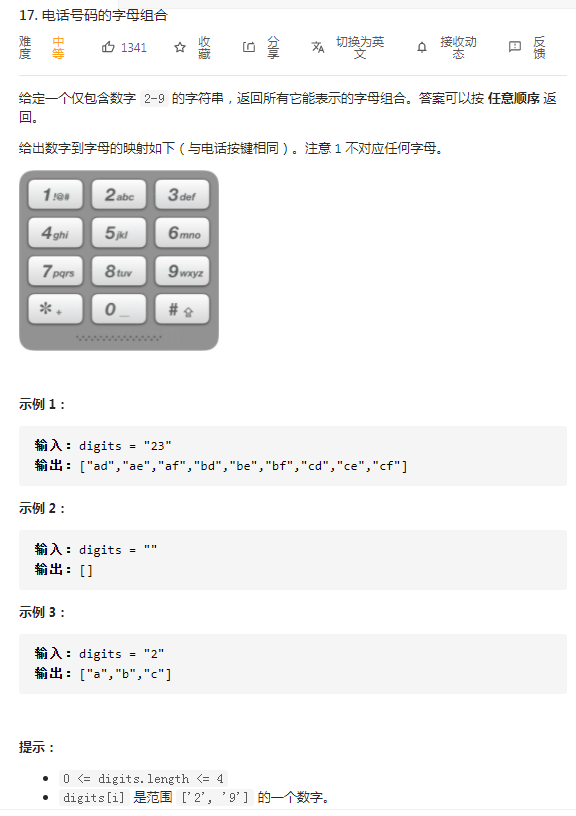 17. 电话号码的字母组合
难度 中等 1341 收藏 分享 切换为英文 接收动态 反馈
给定一个仅包含数字 2-9 的字符串，返回所有它能表示的字母组合。答案可以按 任意顺序 返
回。
给出数字到字母的映射如下（与电话按键相同）。注意 1 不对应任何字母。
1 !@# 2 abc 3 def
4 ghi 5 jkl 6 mno
7 pqrs 8 tuv 9 wxyz
* + 0 _ #
示例 1：
输入：digits = "23"
输出：["ad","ae","af","bd","be","bf","cd","ce","cf"]
示例 2：
输入：digits = ""
输出：[]
示例 3：
输入：digits = "2"
输出：["a","b","c"]
提示：
0 <= digits.length <= 4
digits[i] 是范围 ['2', '9'] 的一个数字。